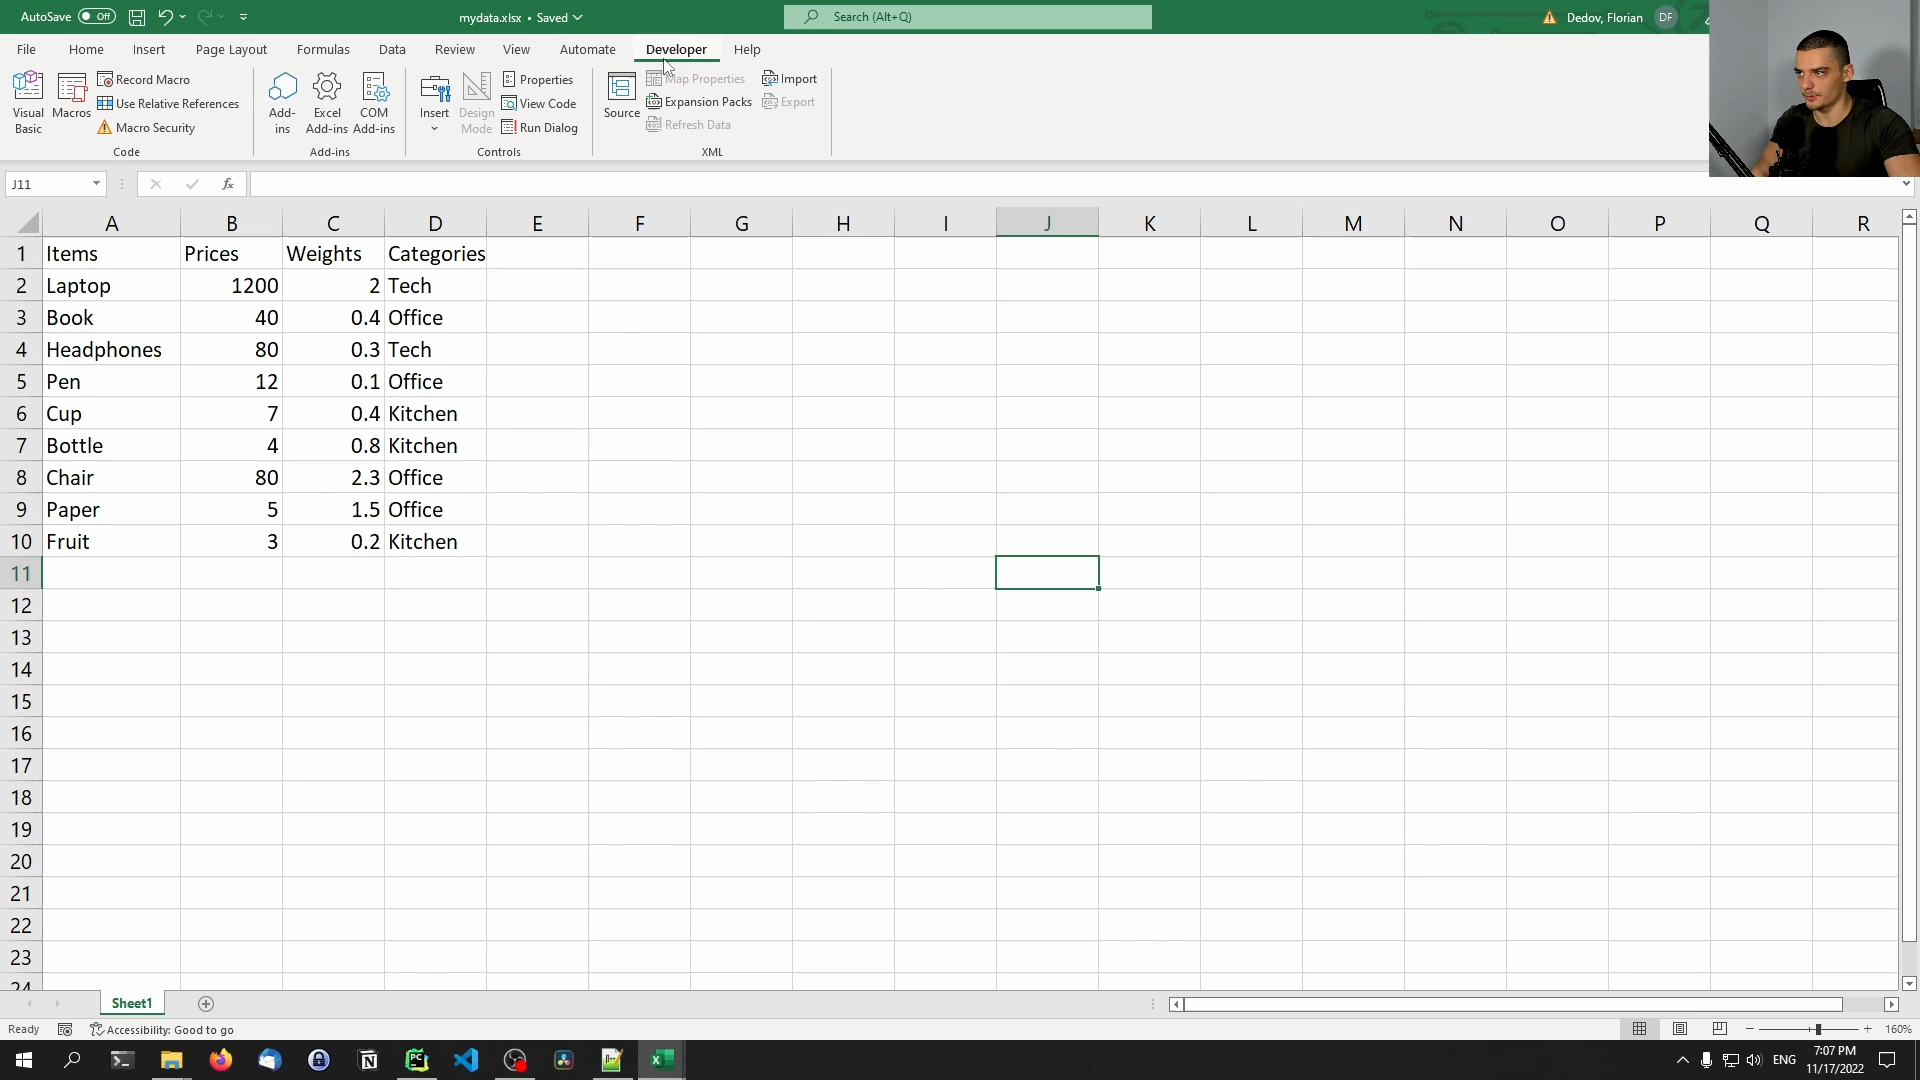 AutoSave Off mydata.xlsx • Saved Search (Alt+Q) Dedov, Florian DF
File Home Insert Page Layout Formulas Data Review View Automate Developer Help
Visual Basic
Macros
Record Macro
Use Relative References
Macro Security
Code
Add-ins
Excel Add-ins
COM Add-ins
Add-ins
Insert
Design Mode
Properties
View Code
Run Dialog
Controls
Source
Map Properties
Expansion Packs
Refresh Data
Import
Export
XML
J11 fx
A B C D E F G H I J K L M N O P Q R
1 Items Prices Weights Categories
2 Laptop 1200 2 Tech
3 Book 40 0.4 Office
4 Headphones 80 0.3 Tech
5 Pen 12 0.1 Office
6 Cup 7 0.4 Kitchen
7 Bottle 4 0.8 Kitchen
8 Chair 80 2.3 Office
9 Paper 5 1.5 Office
10 Fruit 3 0.2 Kitchen
11
12
13
14
15
16
17
18
19
20
21
22
23
24
Sheet1
Ready Accessibility: Good to go 160%
PC ENG 7:07 PM
11/17/2022